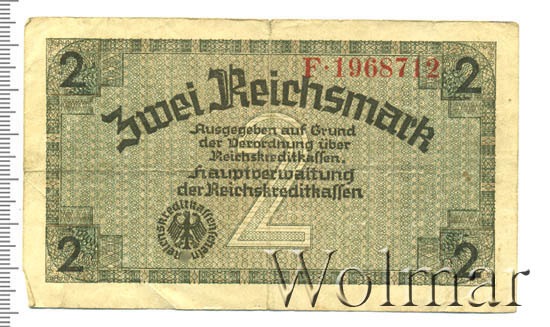 2
F·1968712
2
Zwei Reichsmark
Ausgegeben auf Grund
der Verordnung über
Reichskreditkassen.
Hauptverwaltung
der Reichskreditkassen
Reichskreditkassenschein
2
2
2
Wolmar